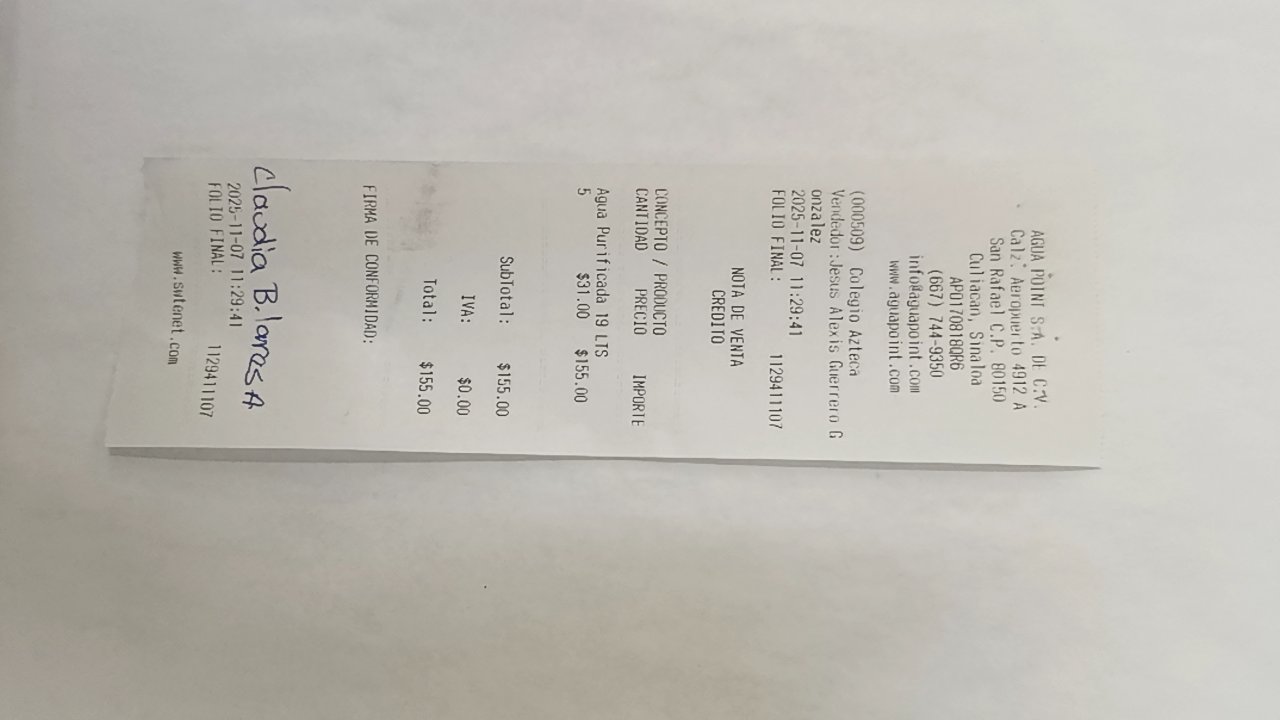 AGUA POINT S.A. DE C.V.
Calz. Aeropuerto 4912 A
San Rafael C.P. 80150
Culiacan, Sinaloa
APO170818QR6
(667) 744-9350
info@aguapoint.com
www.aguapoint.com
(000509) Colegio Azteca
Vendedor:Jesus Alexis Guerrero G
onzalez
2025-11-07 11:29:41
FOLIO FINAL: 1129411107
NOTA DE VENTA
CREDITO
CONCEPTO / PRODUCTO
CANTIDAD PRECIO IMPORTE
Agua Purificada 19 LTS
5 $31.00 $155.00
SubTotal: $155.00
IVA: $0.00
Total: $155.00
FIRMA DE CONFORMIDAD:
Claudia B. Lares A
2025-11-07 11:29:41
FOLIO FINAL: 1129411107
www.swtonet.com